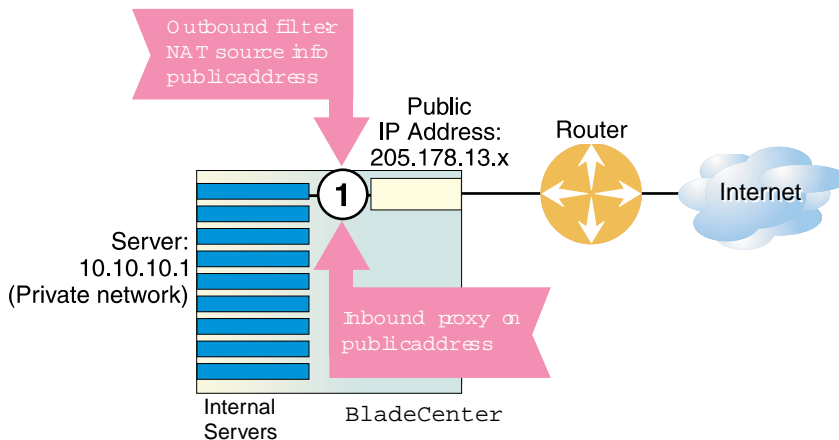 Outbound filter:
NAT source info
publicaddress
Public
IP Address:
205.178.13.x
Router
Internet
1
Server:
10.10.10.1
(Private network)
Inbound proxy on
publicaddress
Internal
Servers
BladeCenter